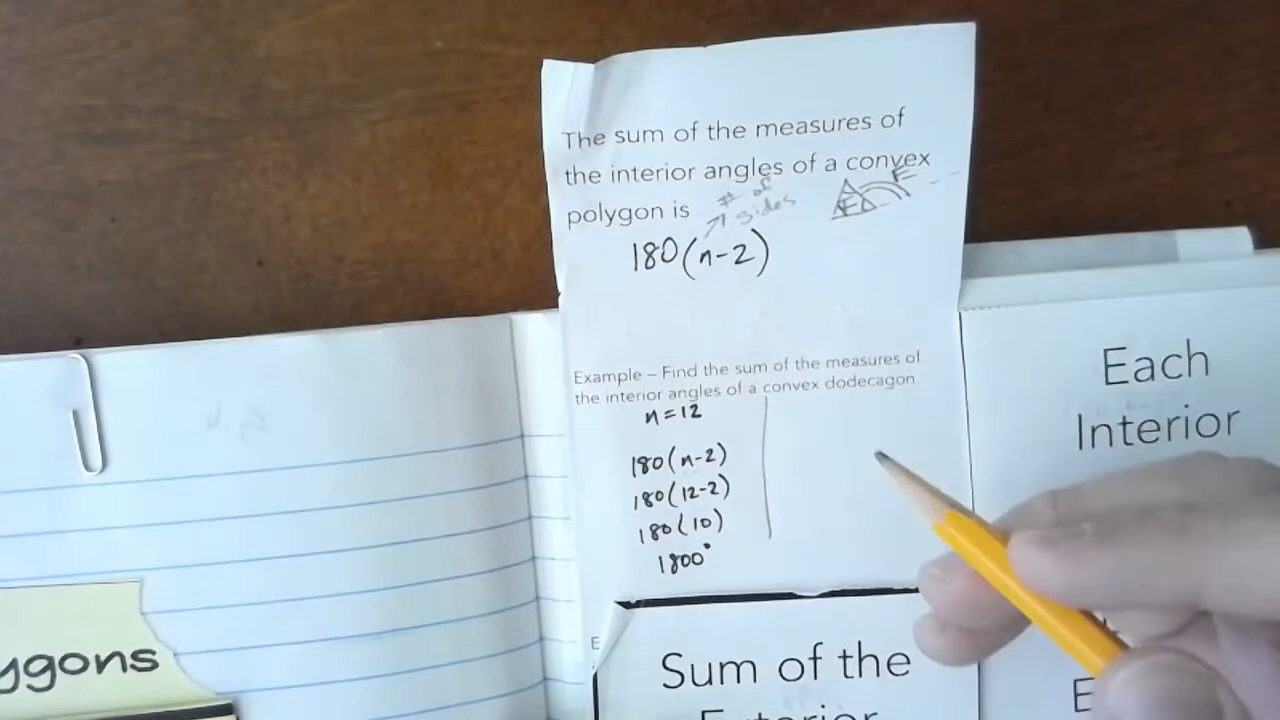 The sum of the measures of
the interior angles of a convex
polygon is
# of
sides
180(n-2)
Example – Find the sum of the measures of
the interior angles of a convex dodecagon.
n=12
180(n-2)
180(12-2)
180(10)
1800°
Each
Interior
ygons
E
Sum of the
Exterior
E